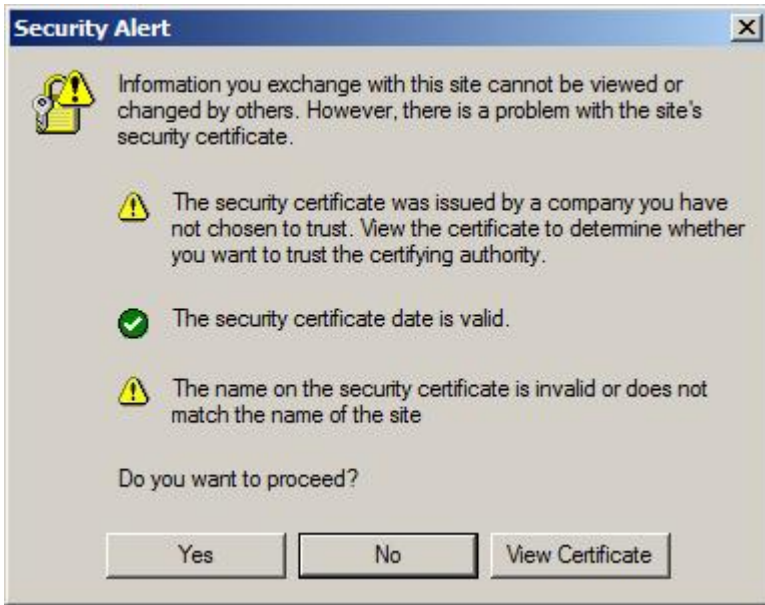 Security Alert
Information you exchange with this site cannot be viewed or
changed by others. However, there is a problem with the site's
security certificate.
The security certificate was issued by a company you have
not chosen to trust. View the certificate to determine whether
you want to trust the certifying authority.
The security certificate date is valid.
The name on the security certificate is invalid or does not
match the name of the site
Do you want to proceed?
Yes
No
View Certificate